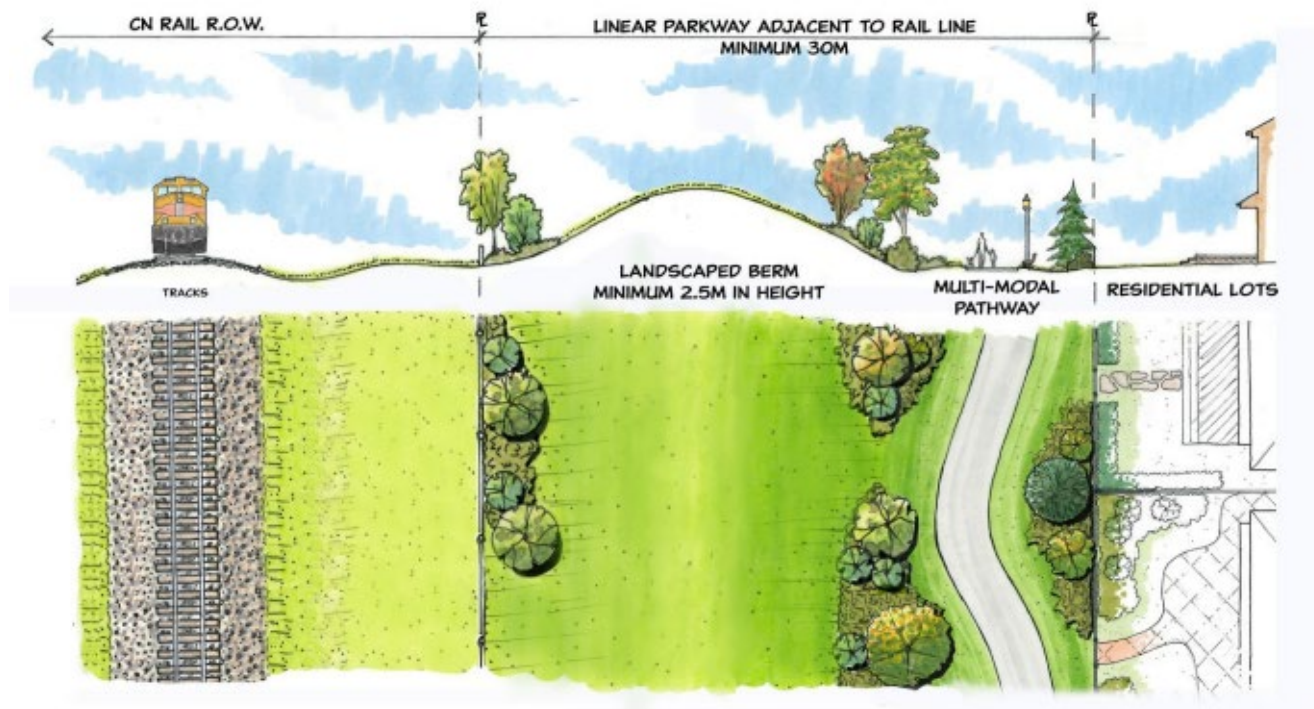 CN RAIL R.O.W.
LINEAR PARKWAY ADJACENT TO RAIL LINE
MINIMUM 30M
TRACKS
LANDSCAPED BERM
MINIMUM 2.5M IN HEIGHT
MULTI-MODAL
PATHWAY
RESIDENTIAL LOTS